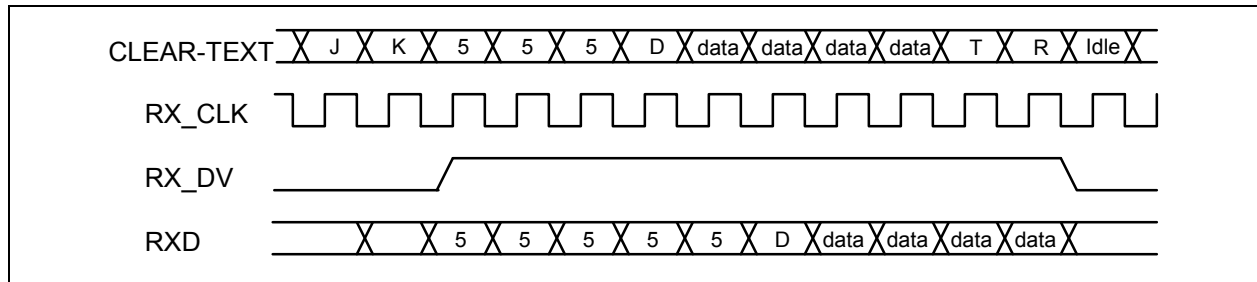 CLEAR-TEXT J K 5 5 5 D data data data data T R Idle
RX_CLK
RX_DV
RXD 5 5 5 5 5 D data data data data